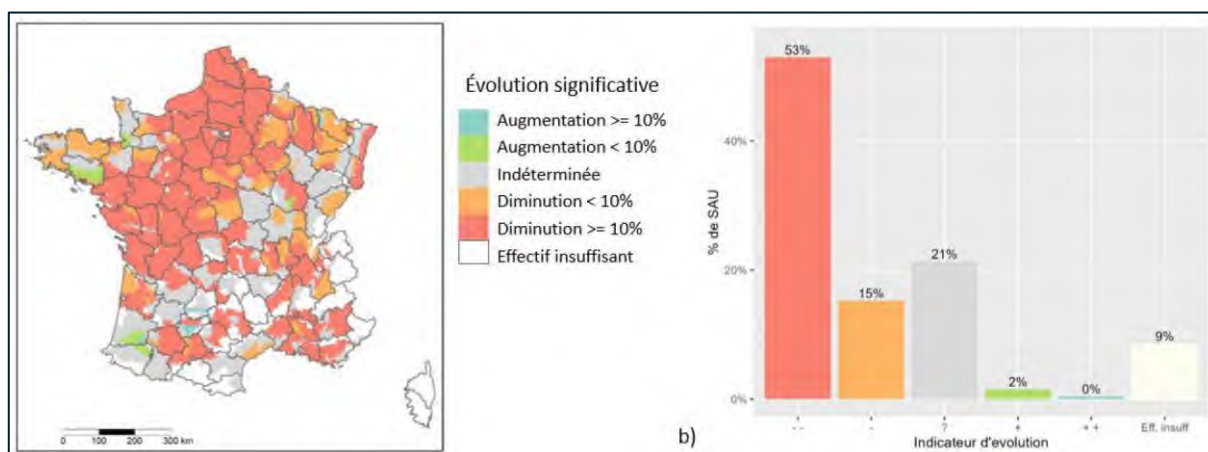 Évolution significative
Augmentation >= 10%
Augmentation < 10%
Indéterminée
Diminution < 10%
Diminution >= 10%
Effectif insuffisant
0 100 200 300 km
b)
% de SAU
40%
20%
0%
53%
15%
21%
2%
0%
9%
- -
-
?
+
+ +
Eff. insuff
Indicateur d'evolution